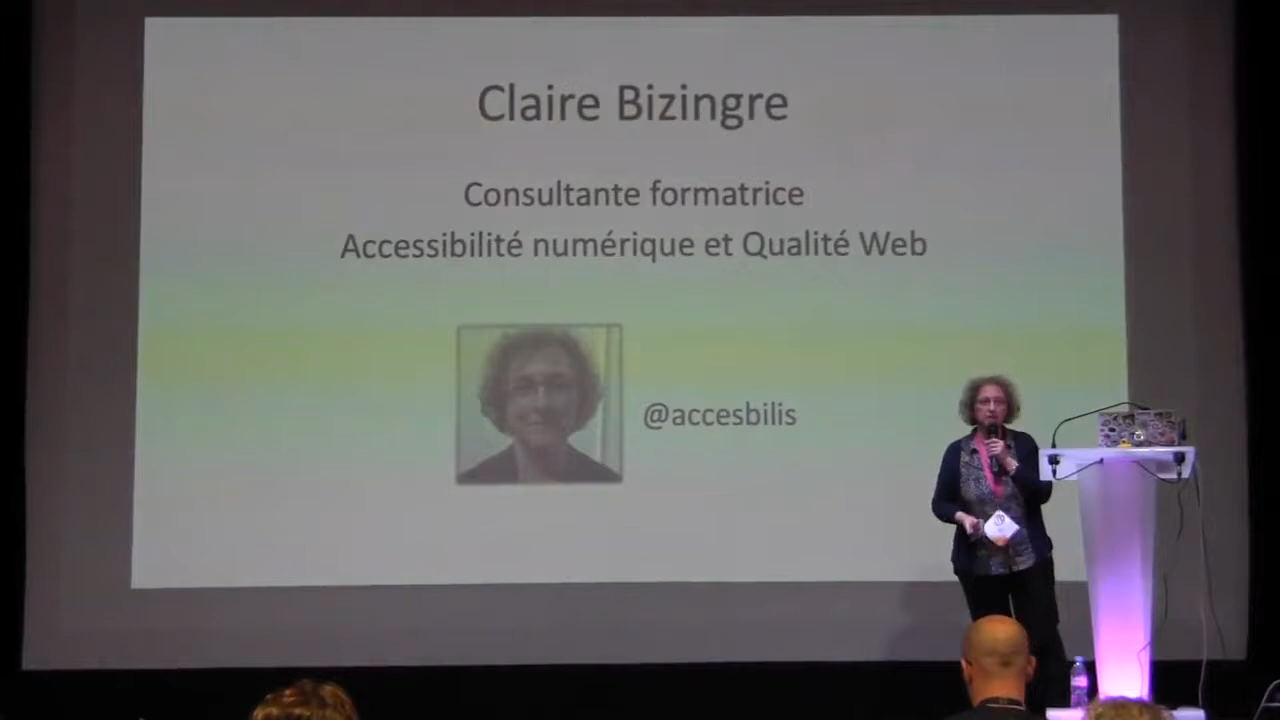 Claire Bizingre
Consultante formatrice
Accessibilité numérique et Qualité Web
@accesbilis